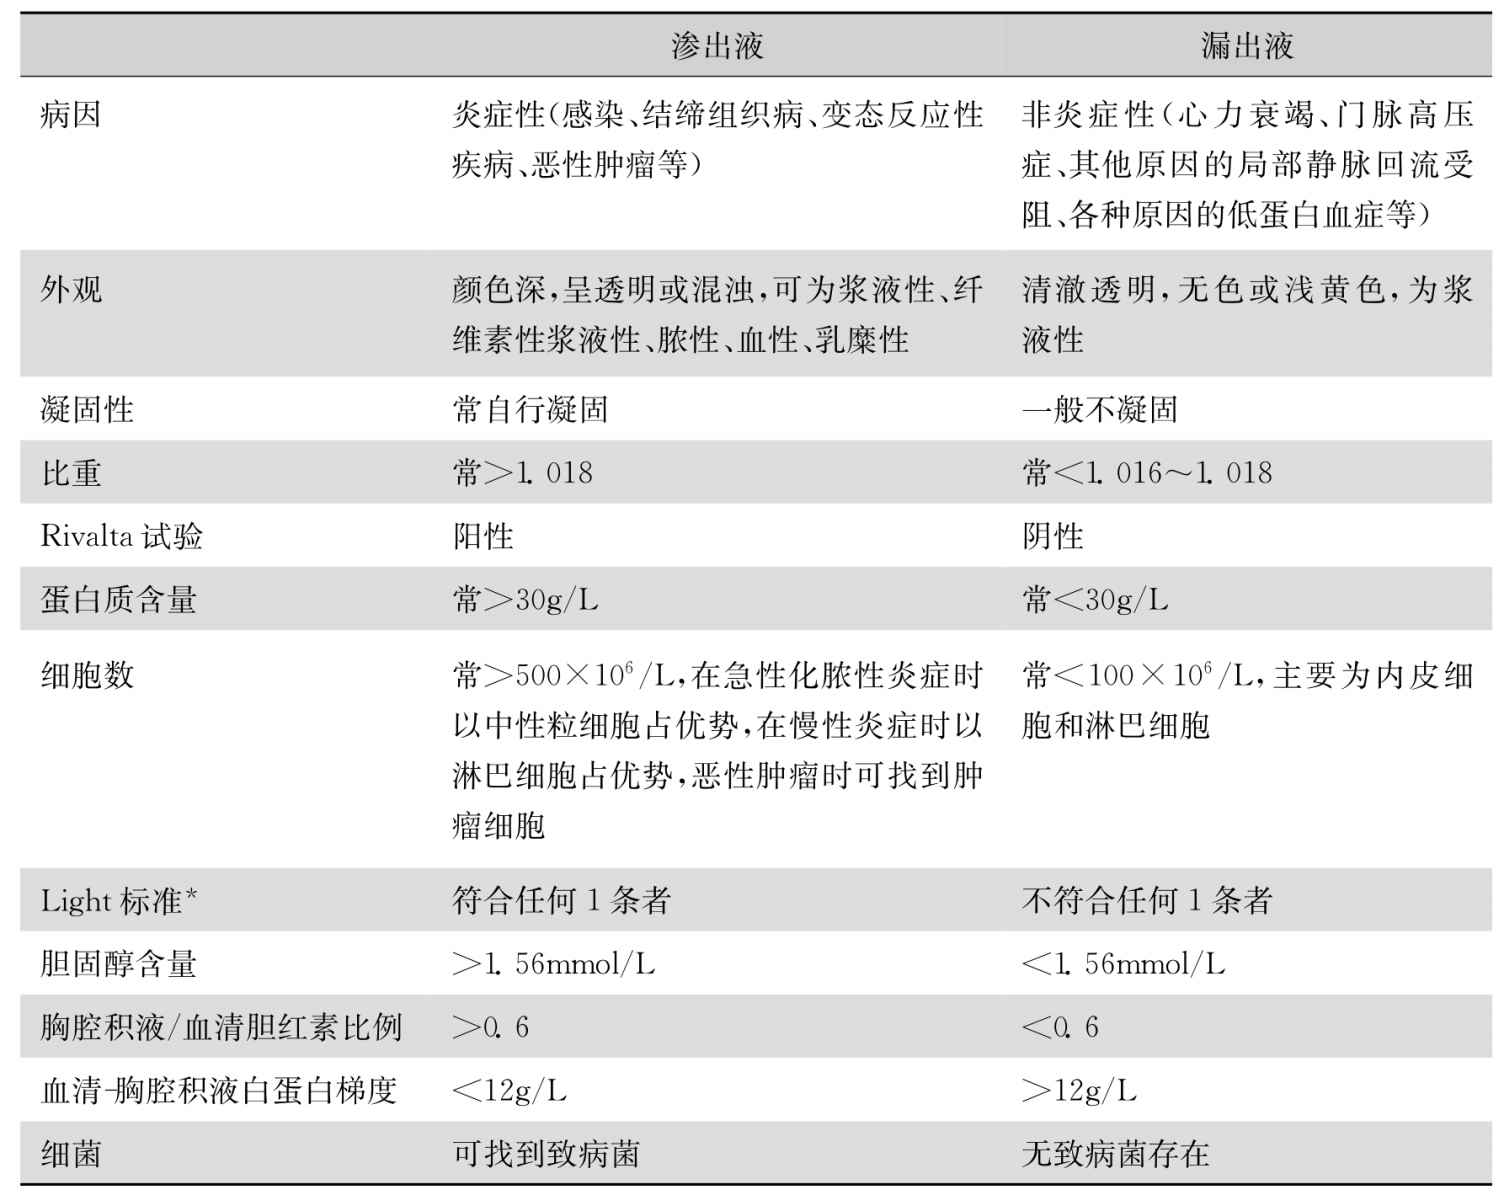 渗出液 漏出液
病因 炎症性(感染、结缔组织病、变态反应性 非炎症性(心力衰竭、门脉高压
疾病、恶性肿瘤等) 症、其他原因的局部静脉回流受
阻、各种原因的低蛋白血症等)
外观 颜色深,呈透明或混浊,可为浆液性、纤 清澈透明,无色或浅黄色,为浆
维素性浆液性、脓性、血性、乳糜性 液性
凝固性 常自行凝固 一般不凝固
比重 常>1.018 常<1.016~1.018
Rivalta 试验 阳性 阴性
蛋白质含量 常>30g/L 常<30g/L
细胞数 常>500×10⁶/L,在急性化脓性炎症时 常<100×10⁶/L,主要为内皮细
以中性粒细胞占优势,在慢性炎症时以 胞和淋巴细胞
淋巴细胞占优势,恶性肿瘤时可找到肿
瘤细胞
Light 标准* 符合任何 1 条者 不符合任何 1 条者
胆固醇含量 >1.56mmol/L <1.56mmol/L
胸腔积液/血清胆红素比例 >0.6 <0.6
血清-胸腔积液白蛋白梯度 <12g/L >12g/L
细菌 可找到致病菌 无致病菌存在